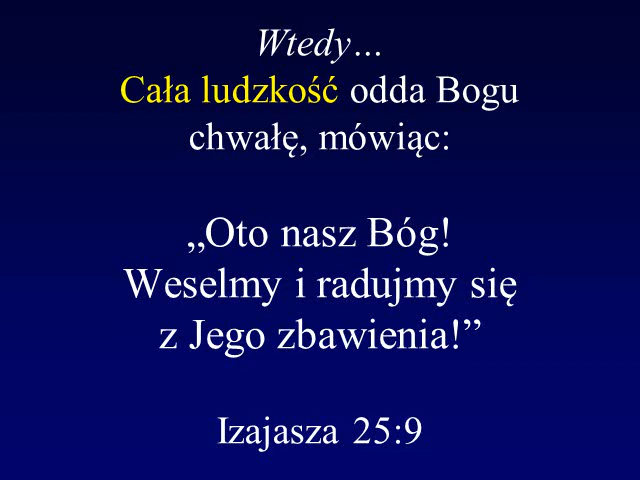 Wtedy…
Cała ludzkość odda Bogu
chwałę, mówiąc:
„Oto nasz Bóg!
Weselmy i radujmy się
z Jego zbawienia!”
Izajasza 25:9